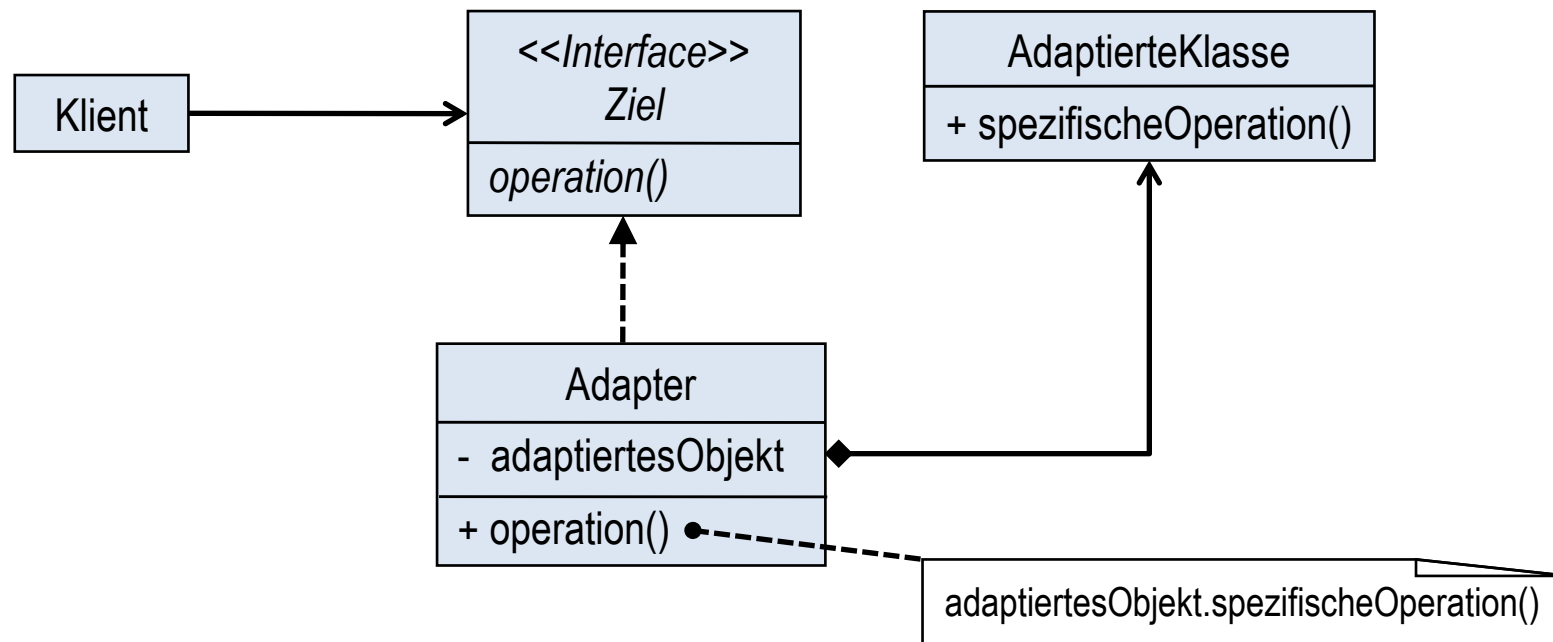 Klient
<<Interface>>
Ziel
operation()
AdaptierteKlasse
+ spezifischeOperation()
Adapter
- adaptiertesObjekt
+ operation()
adaptiertesObjekt.spezifischeOperation()